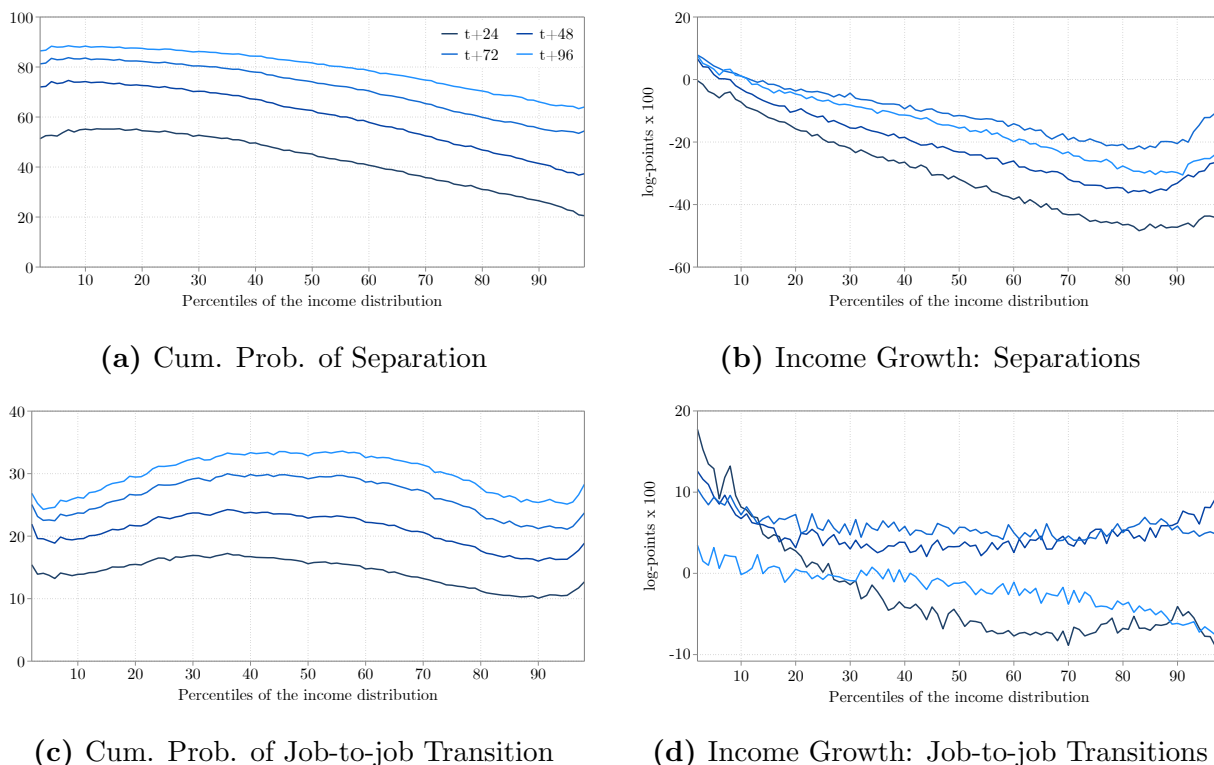 100
80
60
40
20
0
t+24 t+48
t+72 t+96
10 20 30 40 50 60 70 80 90
Percentiles of the income distribution
(a) Cum. Prob. of Separation
20
0
-20
-40
-60
log-points x 100
10 20 30 40 50 60 70 80 90
Percentiles of the income distribution
(b) Income Growth: Separations
40
30
20
10
0
10 20 30 40 50 60 70 80 90
Percentiles of the income distribution
(c) Cum. Prob. of Job-to-job Transition
20
10
0
-10
log-points x 100
10 20 30 40 50 60 70 80 90
Percentiles of the income distribution
(d) Income Growth: Job-to-job Transitions